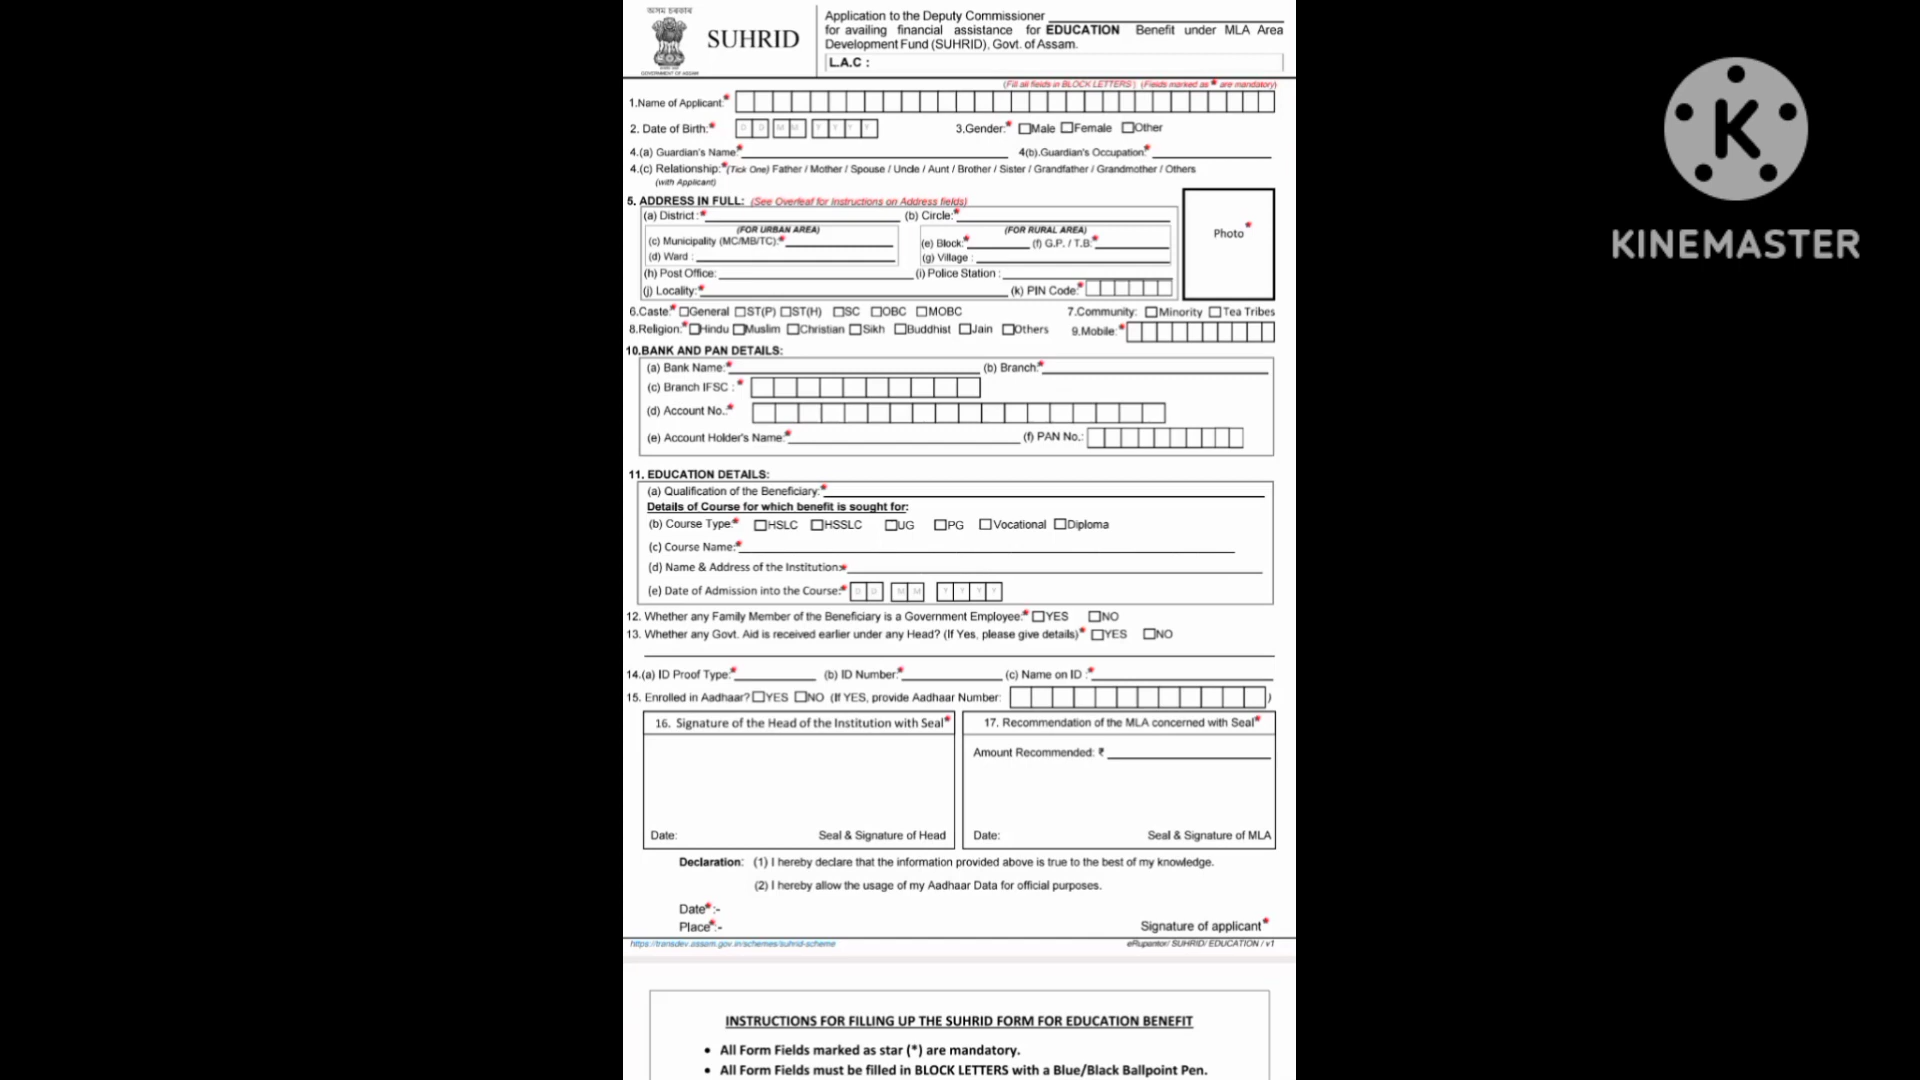 অসম চৰকাৰ
SUHRID
GOVERNMENT OF ASSAM
Application to the Deputy Commissioner
for availing financial assistance for EDUCATION Benefit under MLA Area
Development Fund (SUHRID), Govt. of Assam.
L.A.C :
(Fill all fields in BLOCK LETTERS) (Fields marked as * are mandatory)
1.Name of Applicant:*
2. Date of Birth:* D D M M Y Y Y Y 3.Gender:* Male Female Other
4.(a) Guardian's Name:* 4(b).Guardian's Occupation:*
4.(c) Relationship:*(Tick One) Father / Mother / Spouse / Uncle / Aunt / Brother / Sister / Grandfather / Grandmother / Others
(with Applicant)
5. ADDRESS IN FULL: (See Overleaf for Instructions on Address fields)
(a) District :* (b) Circle:*
(FOR URBAN AREA) (FOR RURAL AREA)
(c) Municipality (MC/MB/TC):* (e) Block: (f) G.P. / T.B.*
(d) Ward : (g) Village :
(h) Post Office: (i) Police Station :
(j) Locality:* (k) PIN Code:*
Photo *
6.Caste:* General ST(P) ST(H) SC OBC MOBC 7.Community: Minority Tea Tribes
8.Religion:* Hindu Muslim Christian Sikh Buddhist Jain Others 9.Mobile:*
10.BANK AND PAN DETAILS:
(a) Bank Name:* (b) Branch:*
(c) Branch IFSC : *
(d) Account No.:*
(e) Account Holder's Name:* (f) PAN No.:
11. EDUCATION DETAILS:
(a) Qualification of the Beneficiary:*
Details of Course for which benefit is sought for:
(b) Course Type:* HSLC HSSLC UG PG Vocational Diploma
(c) Course Name:*
(d) Name & Address of the Institution:*
(e) Date of Admission into the Course:* D D M M Y Y Y Y
12. Whether any Family Member of the Beneficiary is a Government Employee:* YES NO
13. Whether any Govt. Aid is received earlier under any Head? (If Yes, please give details)* YES NO
14.(a) ID Proof Type:* (b) ID Number:* (c) Name on ID :*
15. Enrolled in Aadhaar? YES NO (If YES, provide Aadhaar Number: )
16. Signature of the Head of the Institution with Seal* 17. Recommendation of the MLA concerned with Seal*
Amount Recommended: ₹
Date: Seal & Signature of Head Date: Seal & Signature of MLA
Declaration: (1) I hereby declare that the information provided above is true to the best of my knowledge.
(2) I hereby allow the usage of my Aadhaar Data for official purposes.
Date*:-
Place*:- Signature of applicant*
https://transdev.assam.gov.in/schemes/suhrid-scheme eRupantor/ SUHRID/ EDUCATION / v1
INSTRUCTIONS FOR FILLING UP THE SUHRID FORM FOR EDUCATION BENEFIT
• All Form Fields marked as star (*) are mandatory.
• All Form Fields must be filled in BLOCK LETTERS with a Blue/Black Ballpoint Pen.
K
KINEMASTER